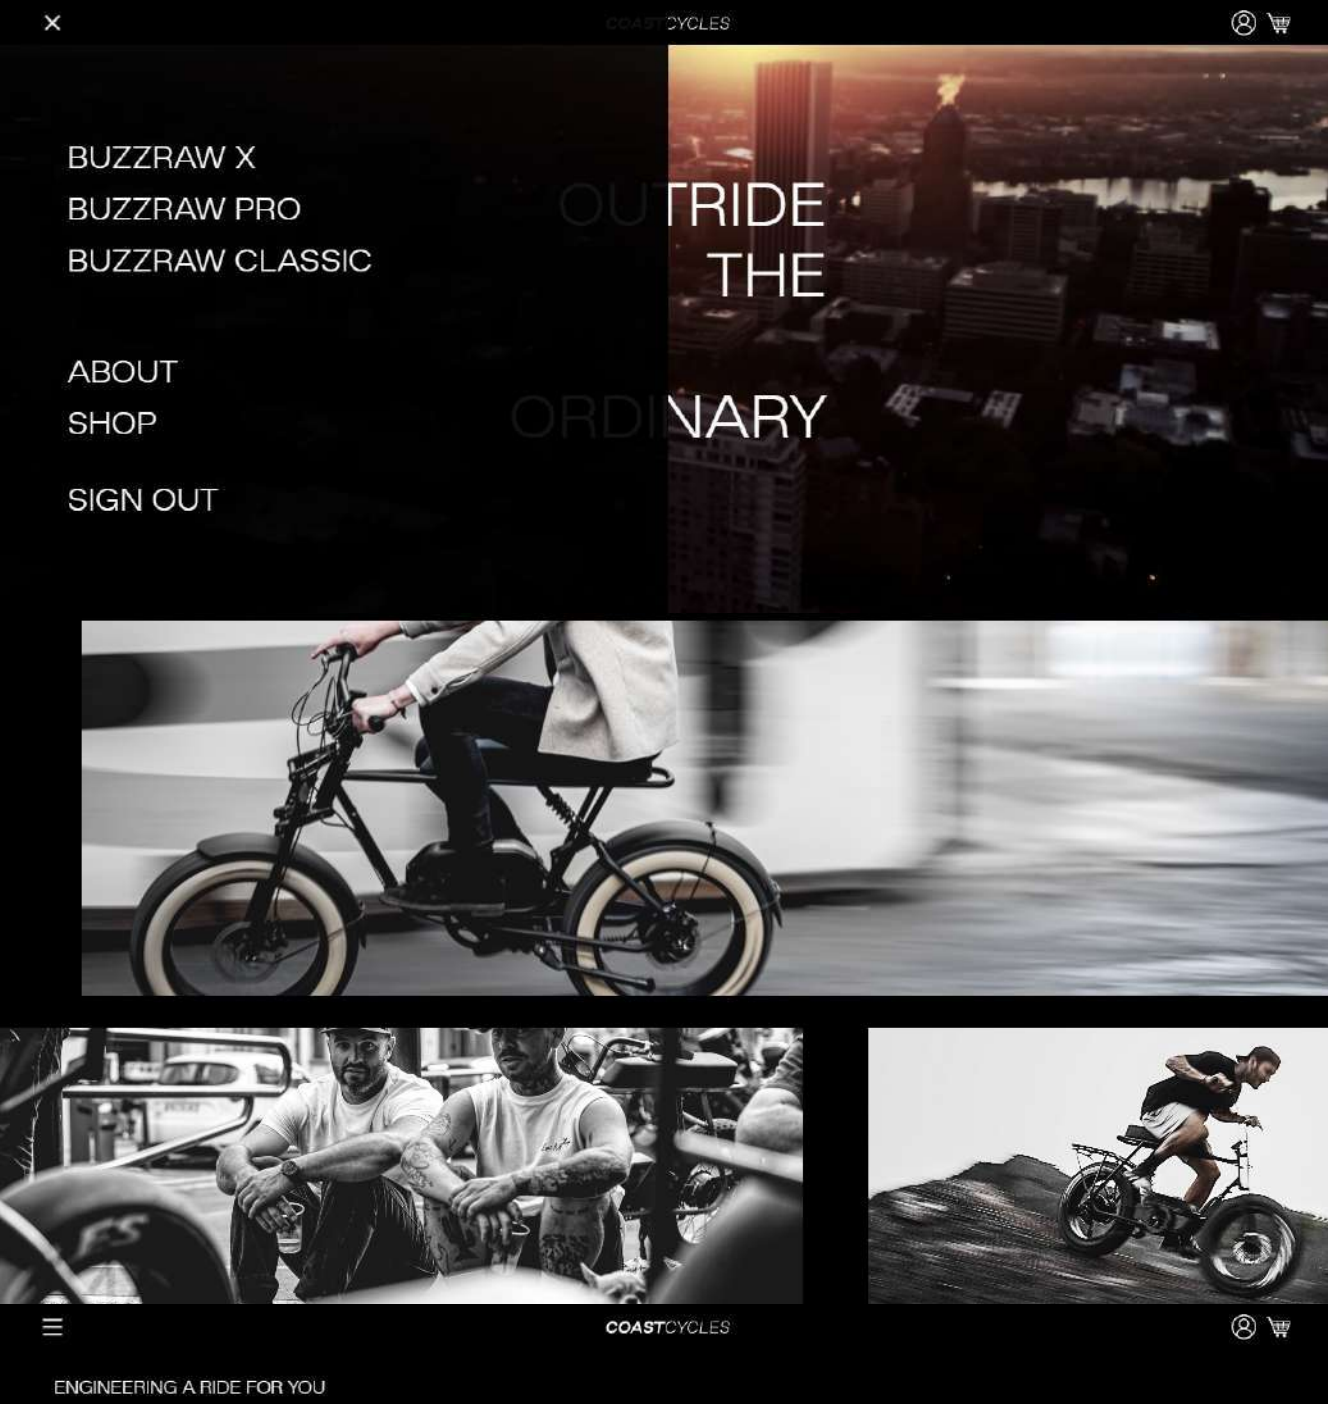 COASTCYCLES
BUZZRAW X
BUZZRAW PRO
BUZZRAW CLASSIC
ABOUT
SHOP
SIGN OUT
OUTRIDE
THE
ORDINARY
COASTCYCLES
ENGINEERING A RIDE FOR YOU